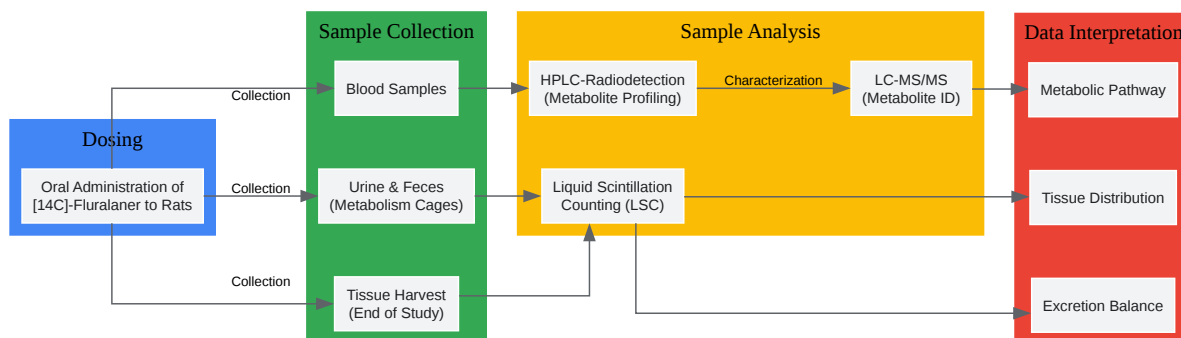 Dosing
Oral Administration of
[14C]-Fluralaner to Rats
Collection
Collection
Collection
Sample Collection
Blood Samples
Urine & Feces
(Metabolism Cages)
Tissue Harvest
(End of Study)
Sample Analysis
HPLC-Radiodetection
(Metabolite Profiling)
Characterization
LC-MS/MS
(Metabolite ID)
Liquid Scintillation
Counting (LSC)
Data Interpretation
Metabolic Pathway
Tissue Distribution
Excretion Balance